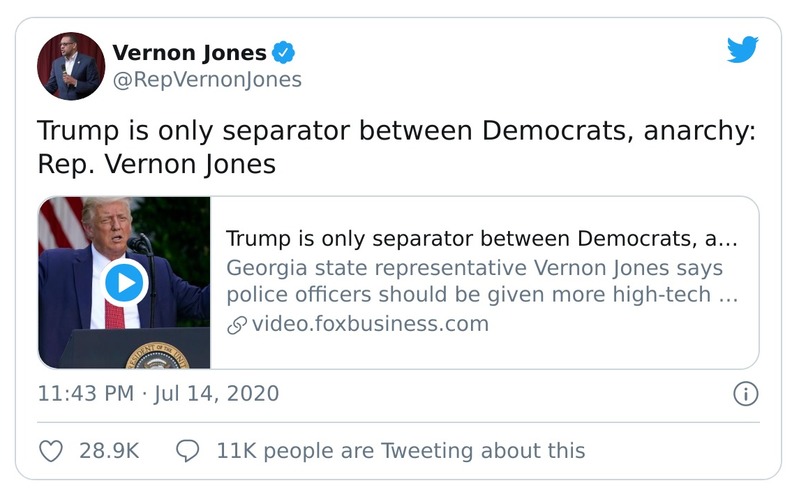 Vernon Jones
@RepVernonJones
Trump is only separator between Democrats, anarchy:
Rep. Vernon Jones
Trump is only separator between Democrats, a…
Georgia state representative Vernon Jones says
police officers should be given more high-tech …
video.foxbusiness.com
11:43 PM · Jul 14, 2020
28.9K 11K people are Tweeting about this